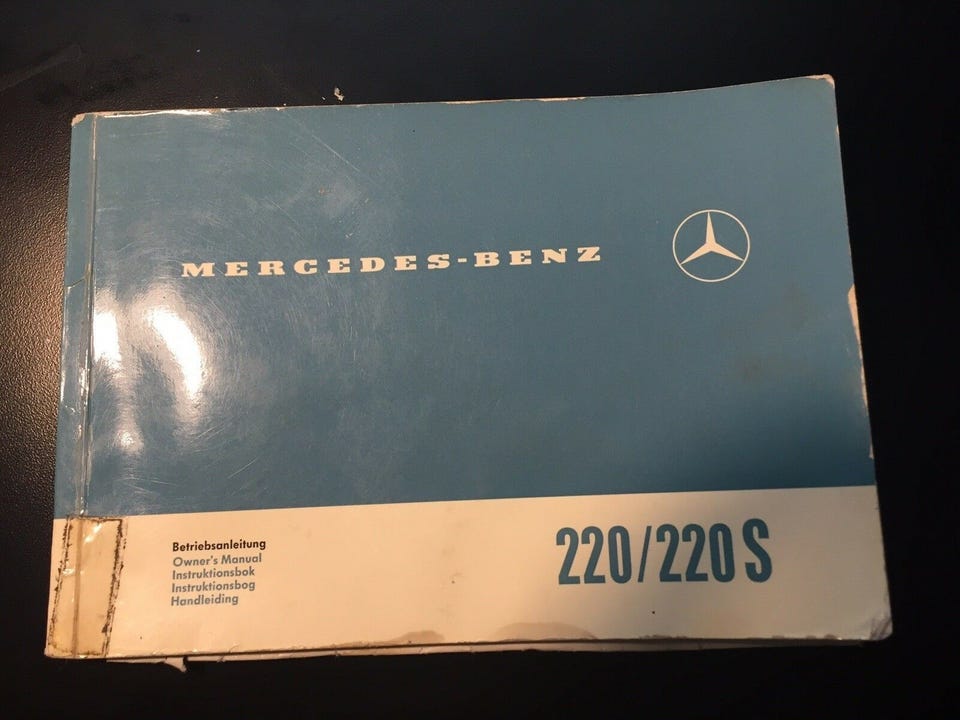 MERCEDES-BENZ
Betriebsanleitung
Owner's Manual
Instruktionsbok
Instruktionsbog
Handleiding
220/220 S